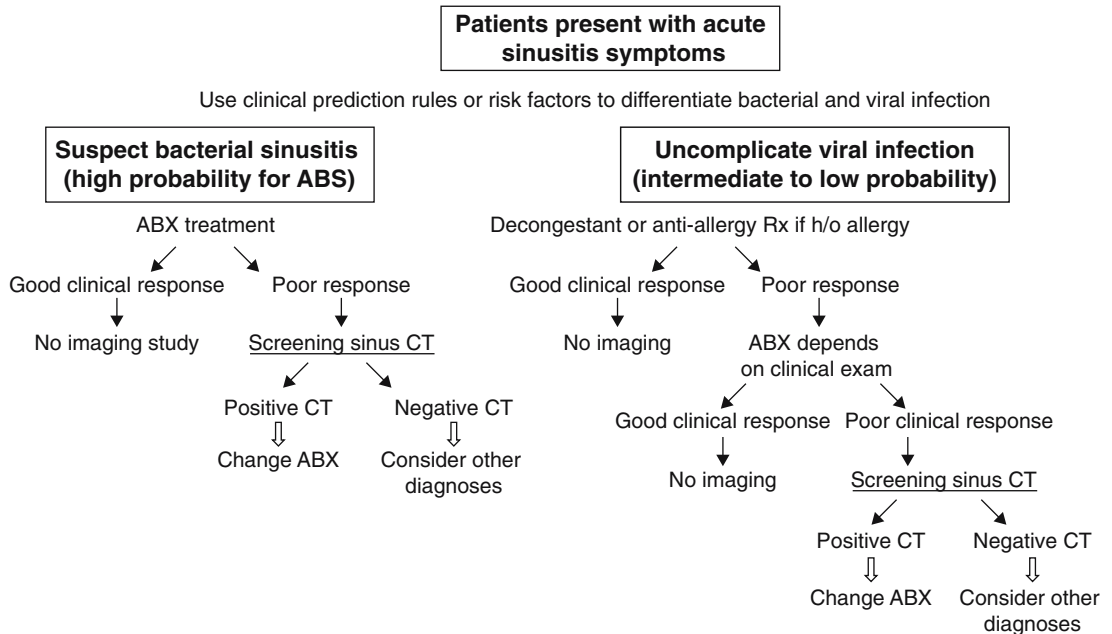 Patients present with acute
sinusitis symptoms
Use clinical prediction rules or risk factors to differentiate bacterial and viral infection
Suspect bacterial sinusitis
(high probability for ABS)
ABX treatment
Good clinical response
Poor response
No imaging study
Screening sinus CT
Positive CT
Negative CT
Change ABX
Consider other
diagnoses
Uncomplicate viral infection
(intermediate to low probability)
Decongestant or anti-allergy Rx if h/o allergy
Good clinical response
Poor response
No imaging
ABX depends
on clinical exam
Good clinical response
Poor clinical response
No imaging
Screening sinus CT
Positive CT
Negative CT
Change ABX
Consider other
diagnoses